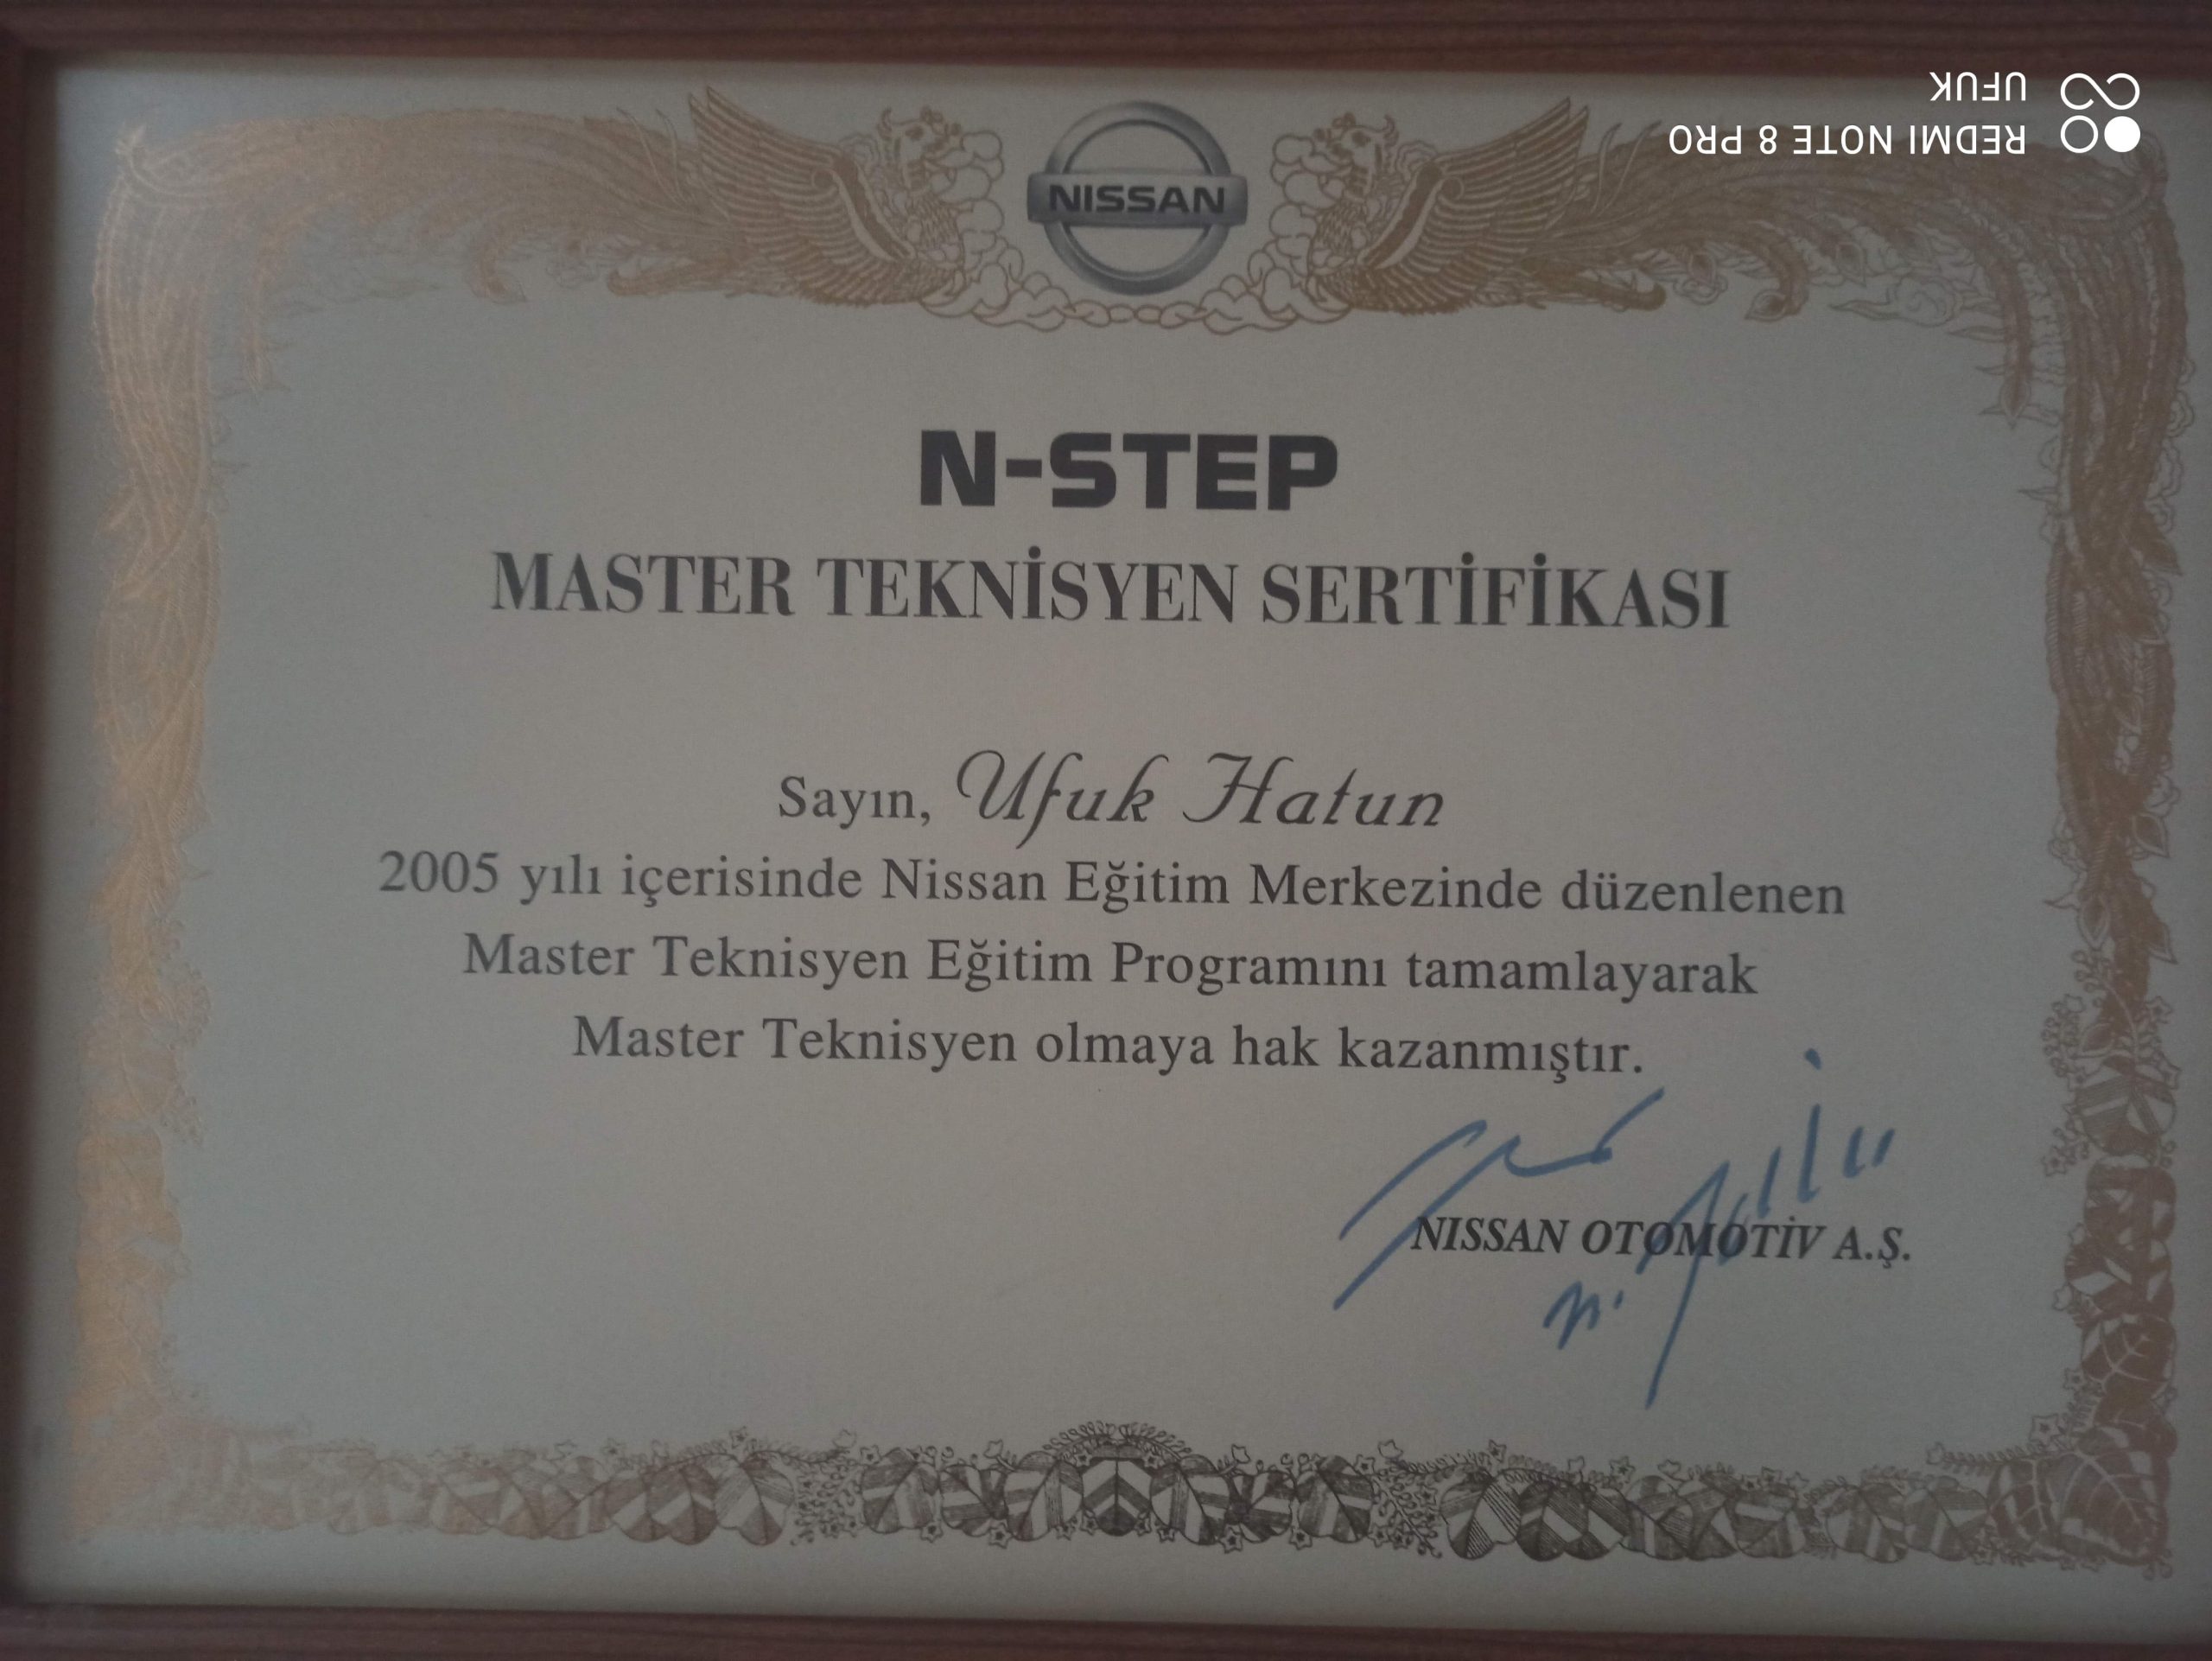 NISSAN
REDMI NOTE 8 PRO
UFUK
N-STEP
MASTER TEKNİSYEN SERTİFİKASI
Sayın, Ufuk Hatun
2005 yılı içerisinde Nissan Eğitim Merkezinde düzenlenen
Master Teknisyen Eğitim Programını tamamlayarak
Master Teknisyen olmaya hak kazanmıştır.
NISSAN OTOMOTİV A.Ş.